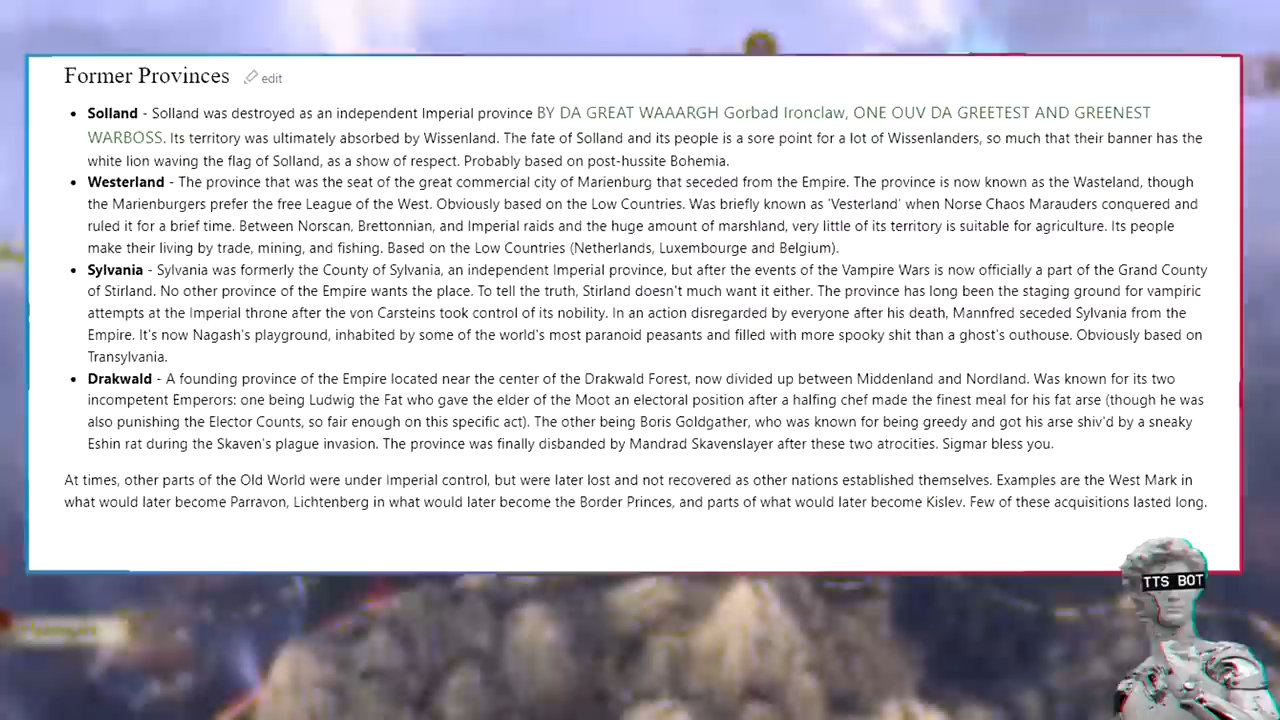 Former Provinces edit
Solland - Solland was destroyed as an independent Imperial province BY DA GREAT WAAARGH Gorbad Ironclaw, ONE OUV DA GREETEST AND GREENEST
WARBOSS. Its territory was ultimately absorbed by Wissenland. The fate of Solland and its people is a sore point for a lot of Wissenlanders, so much that their banner has the
white lion waving the flag of Solland, as a show of respect. Probably based on post-hussite Bohemia.
Westerland - The province that was the seat of the great commercial city of Marienburg that seceded from the Empire. The province is now known as the Wasteland, though
the Marienburgers prefer the free League of the West. Obviously based on the Low Countries. Was briefly known as 'Vesterland' when Norse Chaos Marauders conquered and
ruled it for a brief time. Between Norscan, Brettonnian, and Imperial raids and the huge amount of marshland, very little of its territory is suitable for agriculture. Its people
make their living by trade, mining, and fishing. Based on the Low Countries (Netherlands, Luxembourge and Belgium).
Sylvania - Sylvania was formerly the County of Sylvania, an independent Imperial province, but after the events of the Vampire Wars is now officially a part of the Grand County
of Stirland. No other province of the Empire wants the place. To tell the truth, Stirland doesn't much want it either. The province has long been the staging ground for vampiric
attempts at the Imperial throne after the von Carsteins took control of its nobility. In an action disregarded by everyone after his death, Mannfred seceded Sylvania from the
Empire. It's now Nagash's playground, inhabited by some of the world's most paranoid peasants and filled with more spooky shit than a ghost's outhouse. Obviously based on
Transylvania.
Drakwald - A founding province of the Empire located near the center of the Drakwald Forest, now divided up between Middenland and Nordland. Was known for its two
incompetent Emperors: one being Ludwig the Fat who gave the elder of the Moot an electoral position after a halfing chef made the finest meal for his fat arse (though he was
also punishing the Elector Counts, so fair enough on this specific act). The other being Boris Goldgather, who was known for being greedy and got his arse shiv'd by a sneaky
Eshin rat during the Skaven's plague invasion. The province was finally disbanded by Mandrad Skavenslayer after these two atrocities. Sigmar bless you.
At times, other parts of the Old World were under Imperial control, but were later lost and not recovered as other nations established themselves. Examples are the West Mark in
what would later become Parravon, Lichtenberg in what would later become the Border Princes, and parts of what would later become Kislev. Few of these acquisitions lasted long.
TTS BOT